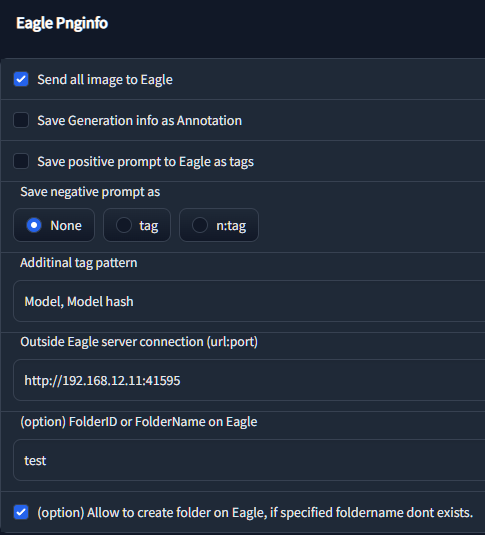 Eagle Pnginfo
Send all image to Eagle
Save Generation info as Annotation
Save positive prompt to Eagle as tags
Save negative prompt as
None tag n:tag
Additinal tag pattern
Model, Model hash
Outside Eagle server connection (url:port)
http://192.168.12.11:41595
(option) FolderID or FolderName on Eagle
test
(option) Allow to create folder on Eagle, if specified foldername dont exists.